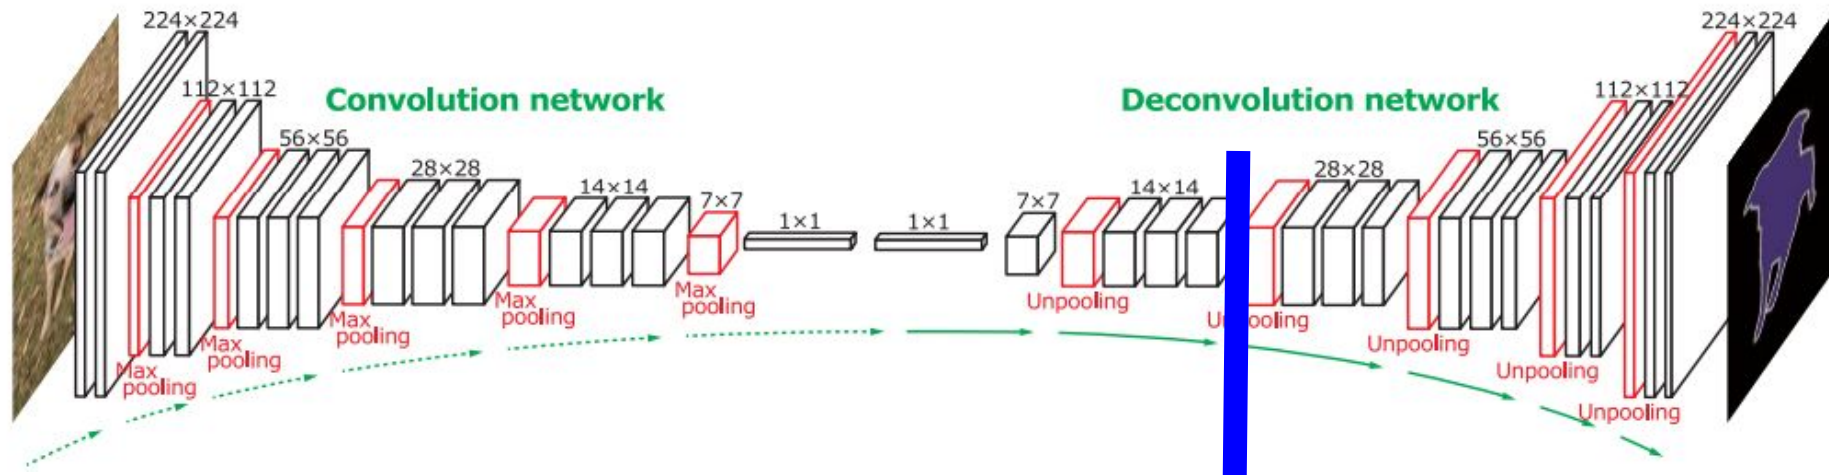 224×224
112×112
Convolution network
56×56
28×28
14×14
7×7
1×1
1×1
Deconvolution network
7×7
14×14
28×28
56×56
112×112
224×224
Max
pooling
Max
pooling
Max
pooling
Max
pooling
Max
pooling
Unpooling
Unpooling
Unpooling
Unpooling